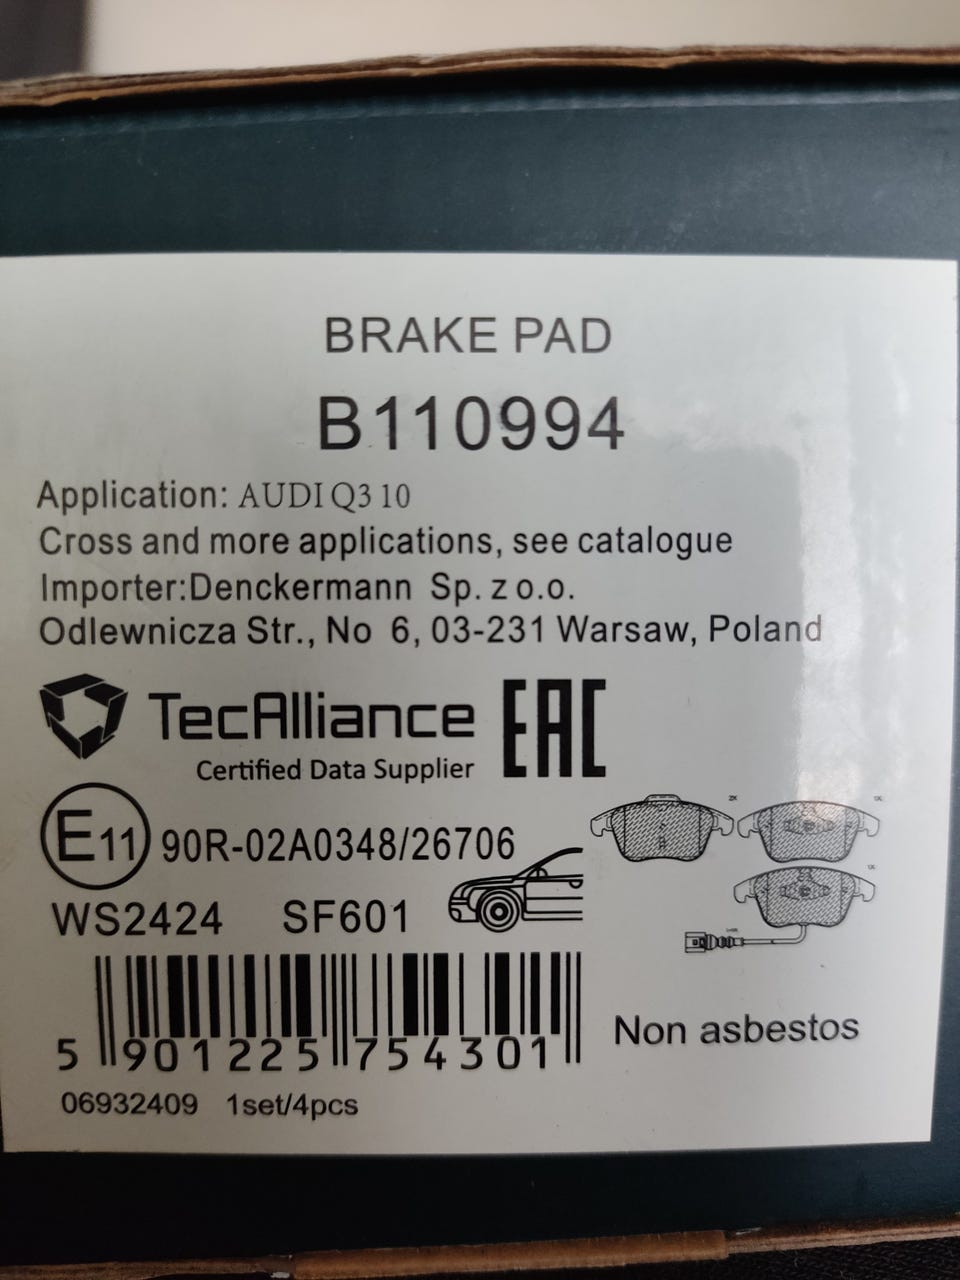 BRAKE PAD
B110994
Application: AUDI Q3 10
Cross and more applications, see catalogue
Importer:Denckermann Sp. z o.o.
Odlewnicza Str., No 6, 03-231 Warsaw, Poland
TecAlliance
Certified Data Supplier
EAC
E11 90R-02A0348/26706
WS2424 SF601
5 901225 754301
Non asbestos
06932409 1set/4pcs